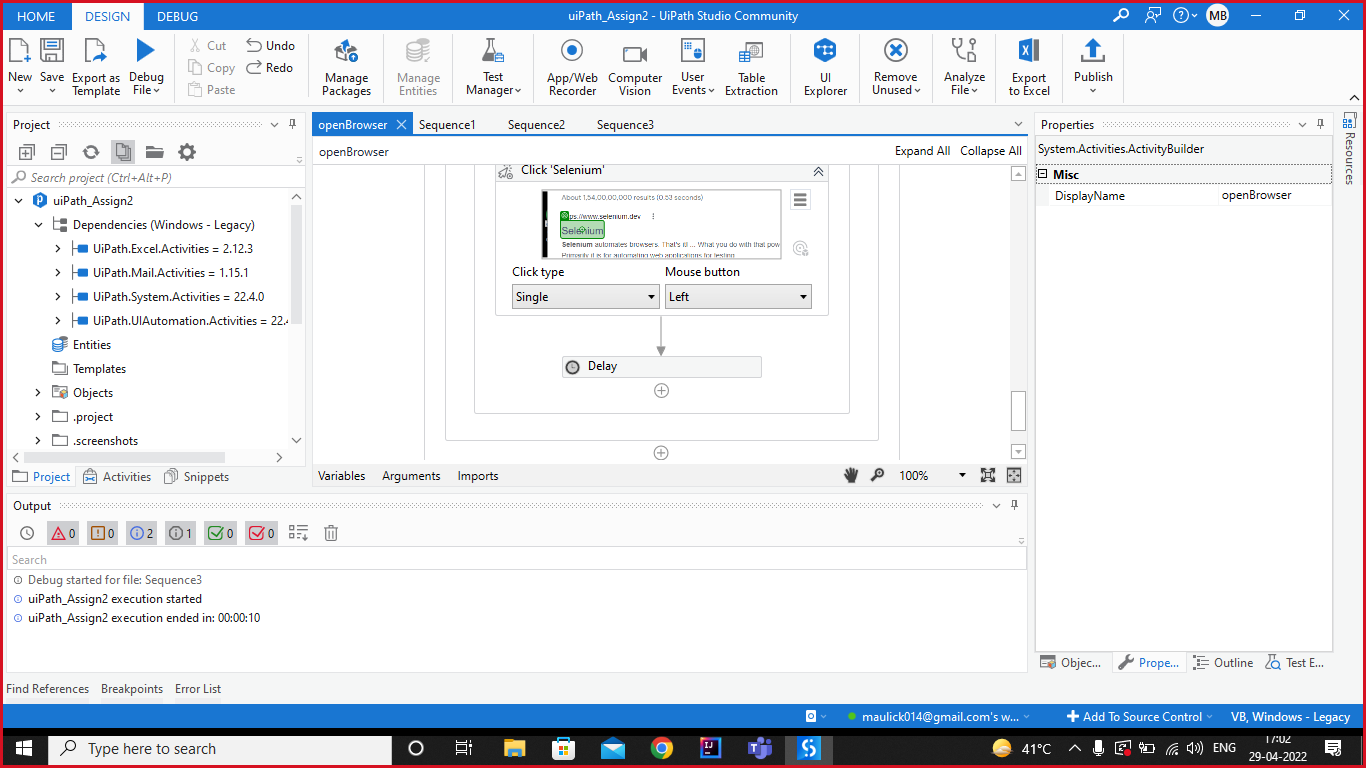 HOME DESIGN DEBUG uiPath_Assign2 - UiPath Studio Community MB
New Save Export as Template Debug File Cut Copy Paste Undo Redo Manage Packages Manage Entities Test Manager App/Web Recorder Computer Vision User Events Table Extraction UI Explorer Remove Unused Analyze File Export to Excel Publish
Project
Search project (Ctrl+Alt+P)
uiPath_Assign2
Dependencies (Windows - Legacy)
UiPath.Excel.Activities = 2.12.3
UiPath.Mail.Activities = 1.15.1
UiPath.System.Activities = 22.4.0
UiPath.UIAutomation.Activities = 22.4
Entities
Templates
Objects
.project
.screenshots
Project Activities Snippets
openBrowser Sequence1 Sequence2 Sequence3
openBrowser Expand All Collapse All
Click 'Selenium'
About 1,54,00,00,000 results (0.53 seconds)
ps://www.selenium.dev
Selenium
Selenium automates browsers. That's it! ... What you do with that pow
Primarily it is for automating web applications for testing
Click type Mouse button
Single Left
Delay
Variables Arguments Imports 100%
Properties
System.Activities.ActivityBuilder
Misc
DisplayName openBrowser
Resources
Objec... Prope... Outline Test E...
Output
0 0 2 1 0 0
Search
Debug started for file: Sequence3
uiPath_Assign2 execution started
uiPath_Assign2 execution ended in: 00:00:10
Find References Breakpoints Error List
maulick014@gmail.com's w... Add To Source Control VB, Windows - Legacy
Type here to search 41°C ENG 17:02
29-04-2022